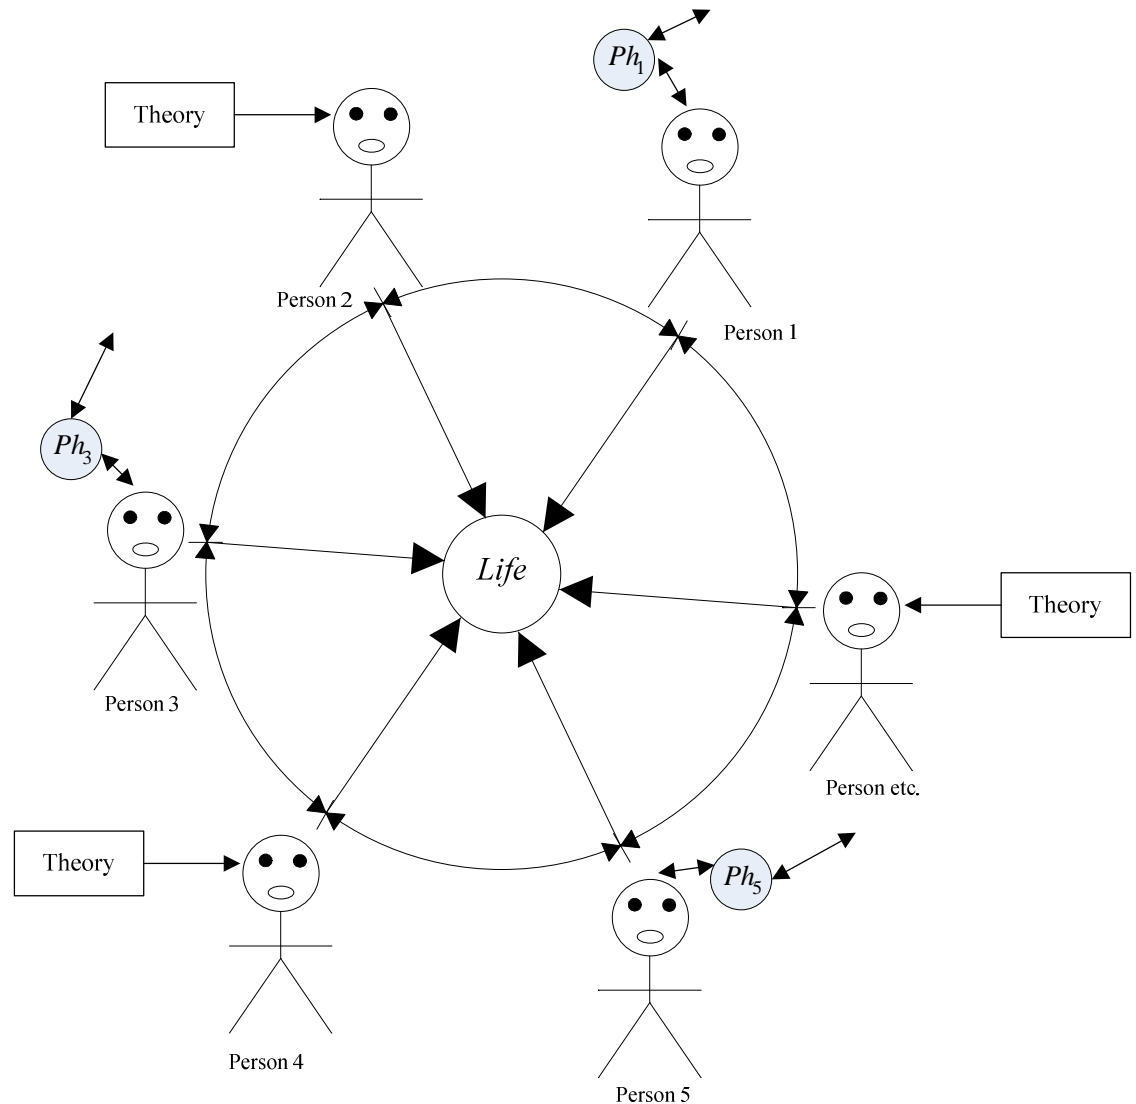 Ph1
Theory
Person 2
Person 1
Ph3
Life
Theory
Person 3
Person etc.
Theory
Ph5
Person 4
Person 5